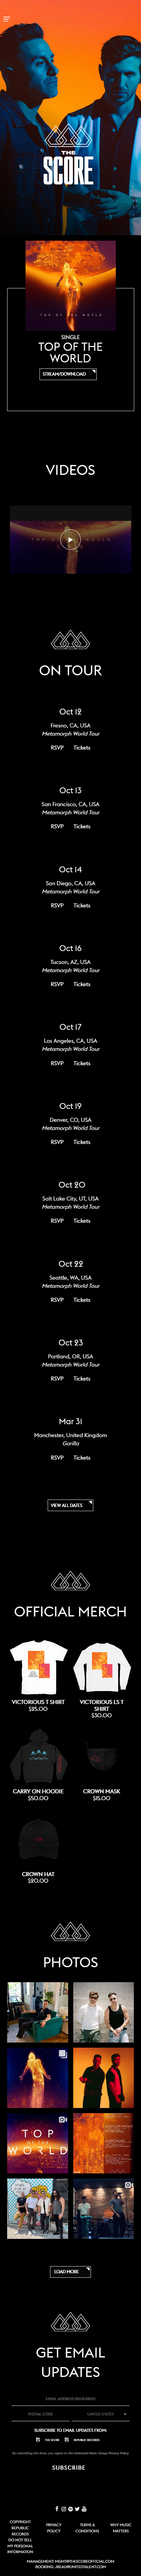 THE
SCORE
TOP OF THE WORLD
SINGLE
TOP OF THE
WORLD
STREAM/DOWNLOAD
VIDEOS
TOP OF THE WORLD
ON TOUR
Oct 12
Fresno, CA, USA
Metamorph World Tour
RSVP Tickets
Oct 13
San Francisco, CA, USA
Metamorph World Tour
RSVP Tickets
Oct 14
San Diego, CA, USA
Metamorph World Tour
RSVP Tickets
Oct 16
Tucson, AZ, USA
Metamorph World Tour
RSVP Tickets
Oct 17
Los Angeles, CA, USA
Metamorph World Tour
RSVP Tickets
Oct 19
Denver, CO, USA
Metamorph World Tour
RSVP Tickets
Oct 20
Salt Lake City, UT, USA
Metamorph World Tour
RSVP Tickets
Oct 22
Seattle, WA, USA
Metamorph World Tour
RSVP Tickets
Oct 23
Portland, OR, USA
Metamorph World Tour
RSVP Tickets
Mar 31
Manchester, United Kingdom
Gorilla
RSVP Tickets
VIEW ALL DATES
OFFICIAL MERCH
VICTORIOUS T SHIRT
$25.00
VICTORIOUS LS T
SHIRT
$30.00
CARRY ON HOODIE
$50.00
CROWN MASK
$15.00
CROWN HAT
$20.00
PHOTOS
TOP
WORLD
LOAD MORE
GET EMAIL
UPDATES
EMAIL ADDRESS (REQUIRED)
POSTAL CODE
UNITED STATES
SUBSCRIBE TO EMAIL UPDATES FROM:
THE SCORE REPUBLIC RECORDS
By submitting this form, you agree to the Universal Music Group Privacy Policy.
SUBSCRIBE
COPYRIGHT
REPUBLIC
RECORDS
DO NOT SELL
MY PERSONAL
INFORMATION
PRIVACY
POLICY
TERMS &
CONDITIONS
WHY MUSIC
MATTERS